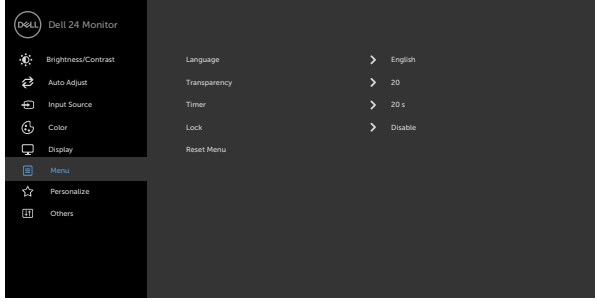 DELL Dell 24 Monitor
Brightness/Contrast Language English
Auto Adjust Transparency 20
Input Source Timer 20 s
Color Lock Disable
Display Reset Menu
Menu
Personalize
Others